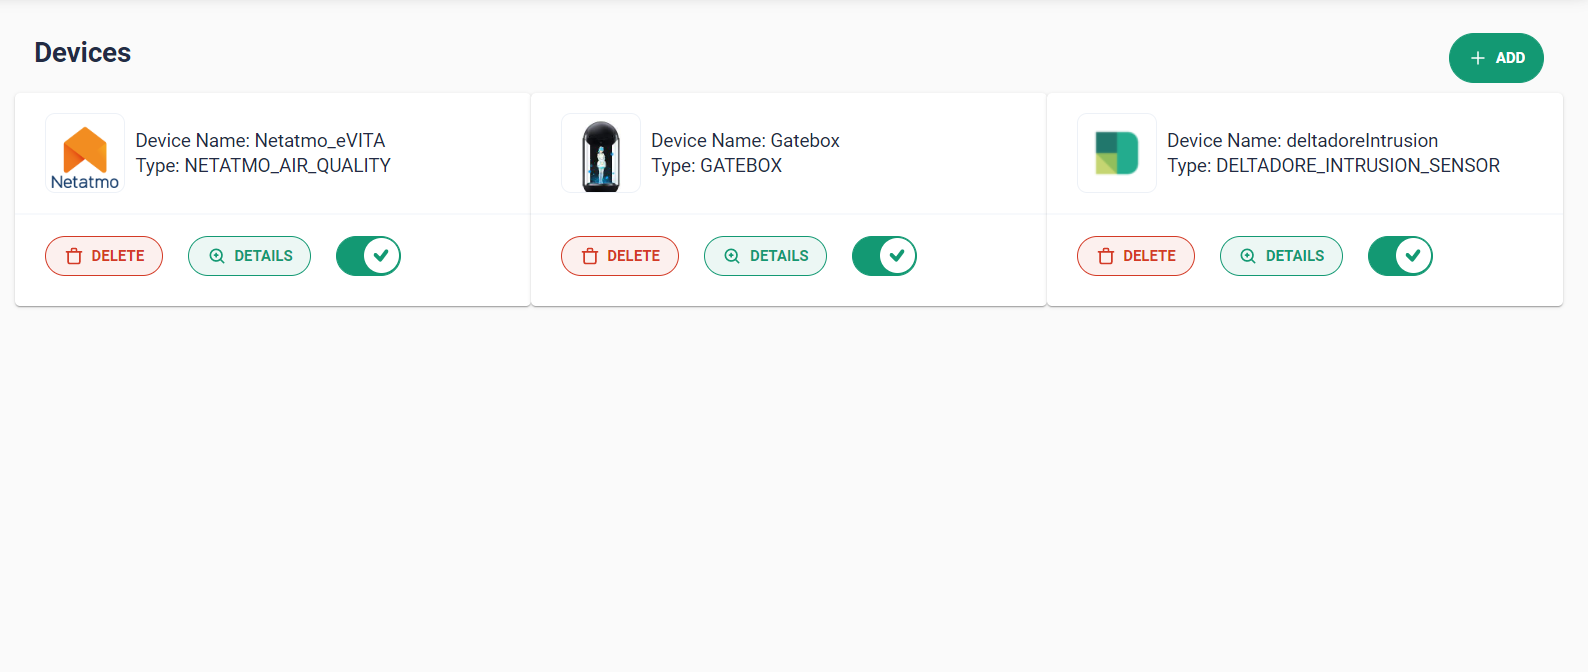 Devices
ADD
Netatmo
Device Name: Netatmo_eVITA
Type: NETATMO_AIR_QUALITY
Device Name: Gatebox
Type: GATEBOX
Device Name: deltadoreIntrusion
Type: DELTADORE_INTRUSION_SENSOR
DELETE DETAILS
DELETE DETAILS
DELETE DETAILS